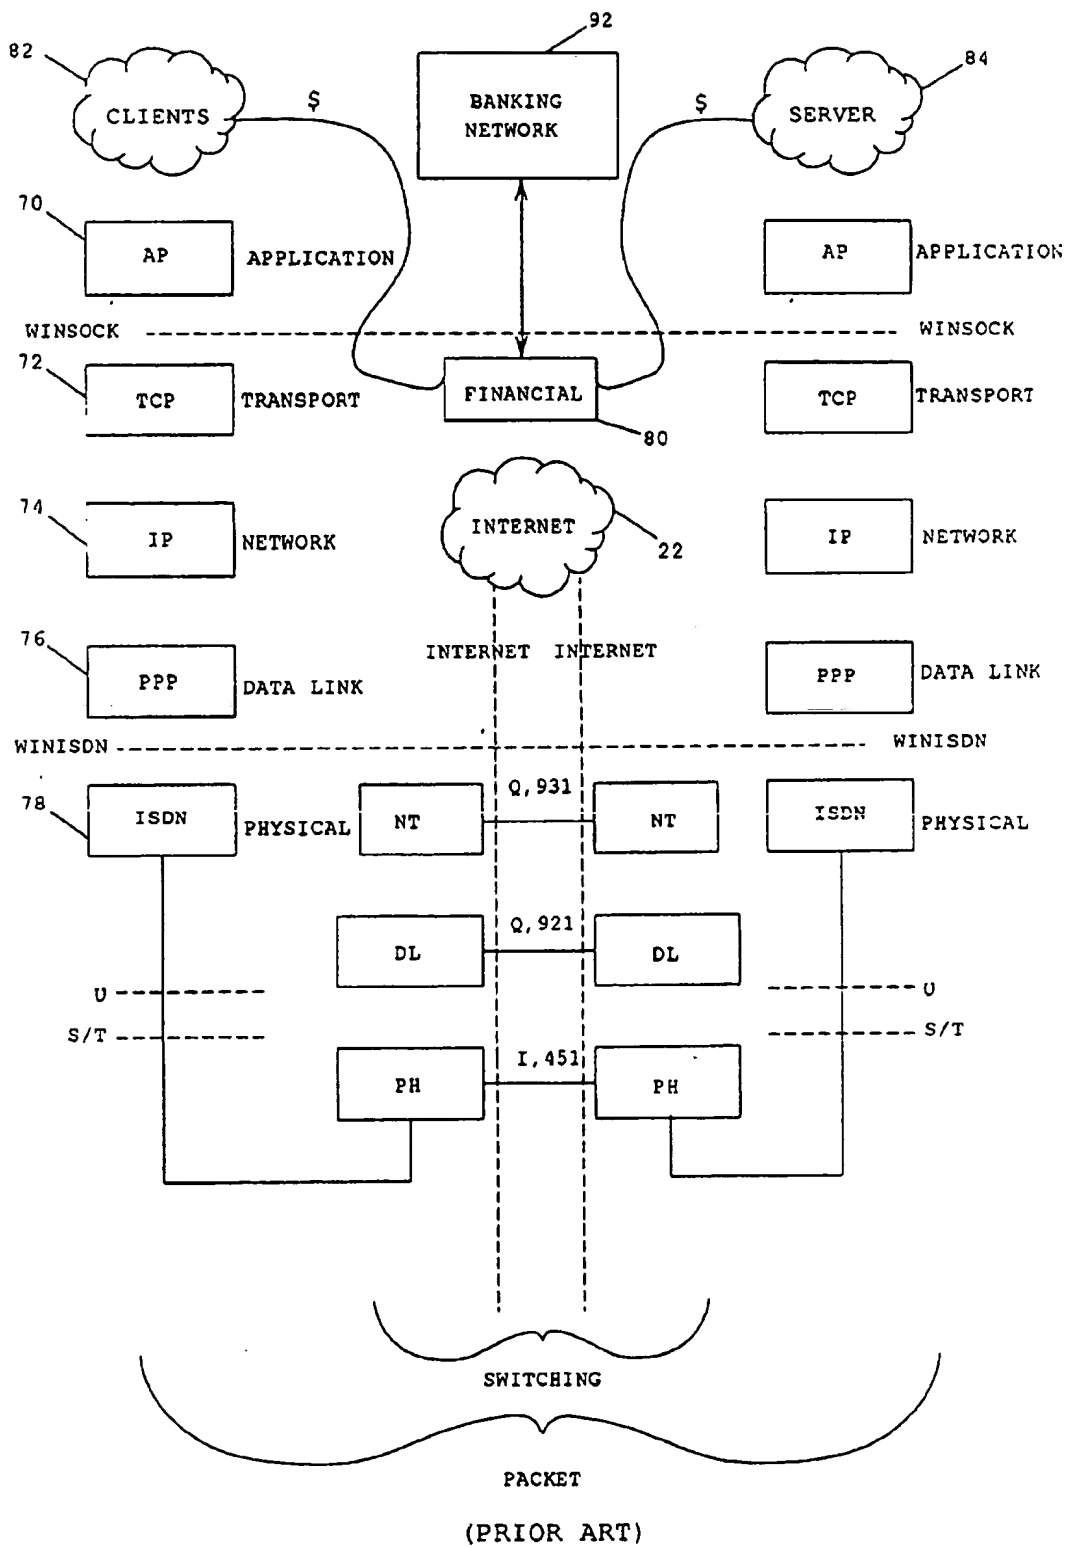 92
82
84
CLIENTS
$
BANKING
NETWORK
$
SERVER
70
AP
APPLICATION
AP
APPLICATION
WINSOCK
WINSOCK
72
TCP
TRANSPORT
FINANCIAL
TCP
TRANSPORT
80
74
IP
NETWORK
INTERNET
22
IP
NETWORK
76
INTERNET INTERNET
PPP
DATA LINK
PPP
DATA LINK
WINISDN
WINISDN
78
ISDN
PHYSICAL
NT
Q,931
NT
ISDN
PHYSICAL
DL
Q,921
DL
U
U
S/T
S/T
PH
I,451
PH
SWITCHING
PACKET
(PRIOR ART)